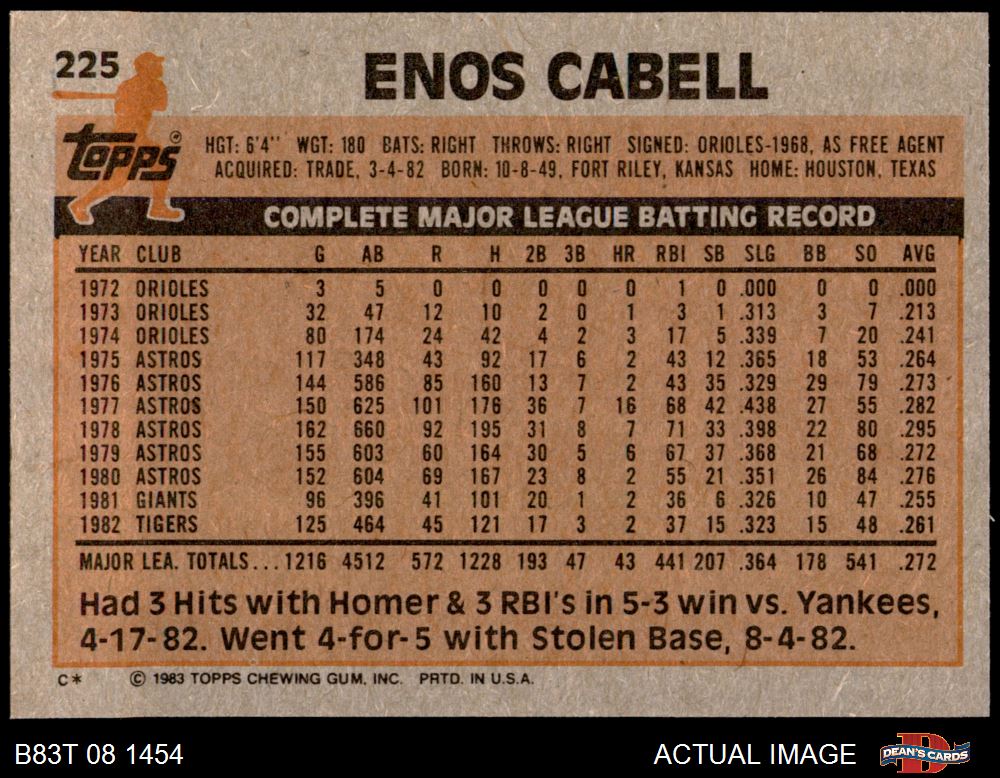 225
ENOS CABELL
Topps ®
HGT: 6'4" WGT: 180 BATS: RIGHT THROWS: RIGHT SIGNED: ORIOLES-1968, AS FREE AGENT
ACQUIRED: TRADE, 3-4-82 BORN: 10-8-49, FORT RILEY, KANSAS HOME: HOUSTON, TEXAS
COMPLETE MAJOR LEAGUE BATTING RECORD
YEAR CLUB G AB R H 2B 3B HR RBI SB SLG BB SO AVG
1972 ORIOLES 3 5 0 0 0 0 0 1 0 .000 0 0 .000
1973 ORIOLES 32 47 12 10 2 0 1 3 1 .313 3 7 .213
1974 ORIOLES 80 174 24 42 4 2 3 17 5 .339 7 20 .241
1975 ASTROS 117 348 43 92 17 6 2 43 12 .365 18 53 .264
1976 ASTROS 144 586 85 160 13 7 2 43 35 .329 29 79 .273
1977 ASTROS 150 625 101 176 36 7 16 68 42 .438 27 55 .282
1978 ASTROS 162 660 92 195 31 8 7 71 33 .398 22 80 .295
1979 ASTROS 155 603 60 164 30 5 6 67 37 .368 21 68 .272
1980 ASTROS 152 604 69 167 23 8 2 55 21 .351 26 84 .276
1981 GIANTS 96 396 41 101 20 1 2 36 6 .326 10 47 .255
1982 TIGERS 125 464 45 121 17 3 2 37 15 .323 15 48 .261
MAJOR LEA. TOTALS... 1216 4512 572 1228 193 47 43 441 207 .364 178 541 .272
Had 3 Hits with Homer & 3 RBI's in 5-3 win vs. Yankees,
4-17-82. Went 4-for-5 with Stolen Base, 8-4-82.
C* © 1983 TOPPS CHEWING GUM, INC. PRTD. IN U.S.A.
B83T 08 1454 ACTUAL IMAGE D DEAN'S CARDS